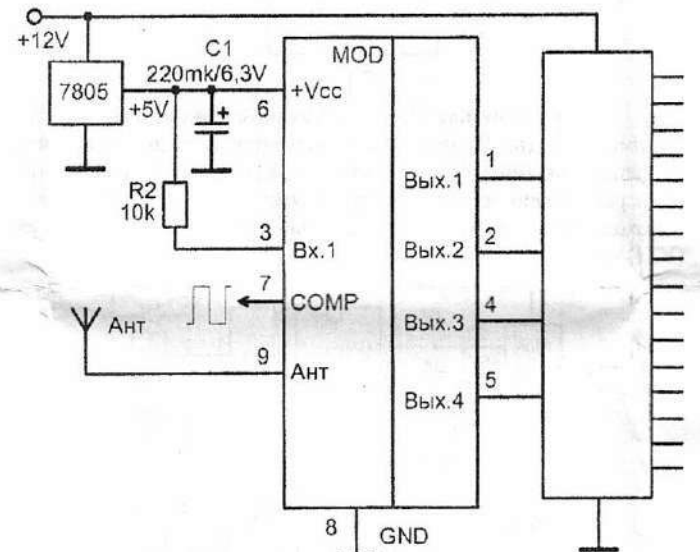 +12V
7805
+5V
C1
220mk/6,3V
R2
10k
MOD
+Vcc
6
3
Вх.1
7
COMP
Ант
9
Ант
Вых.1
1
Вых.2
2
Вых.3
4
Вых.4
5
8
GND